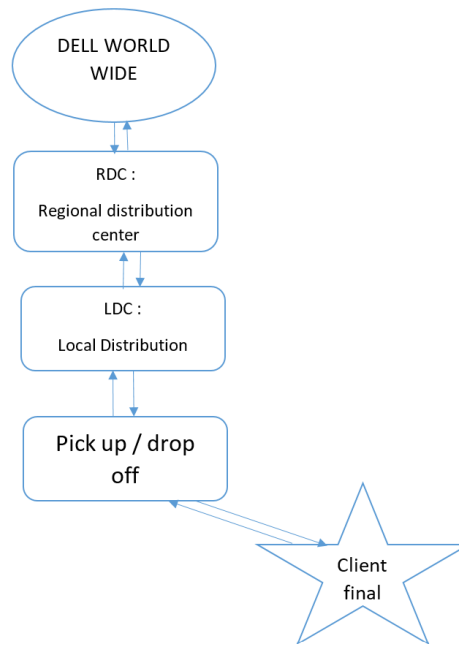 DELL WORLD
WIDE
RDC :
Regional distribution
center
LDC :
Local Distribution
Pick up / drop
off
Client
final